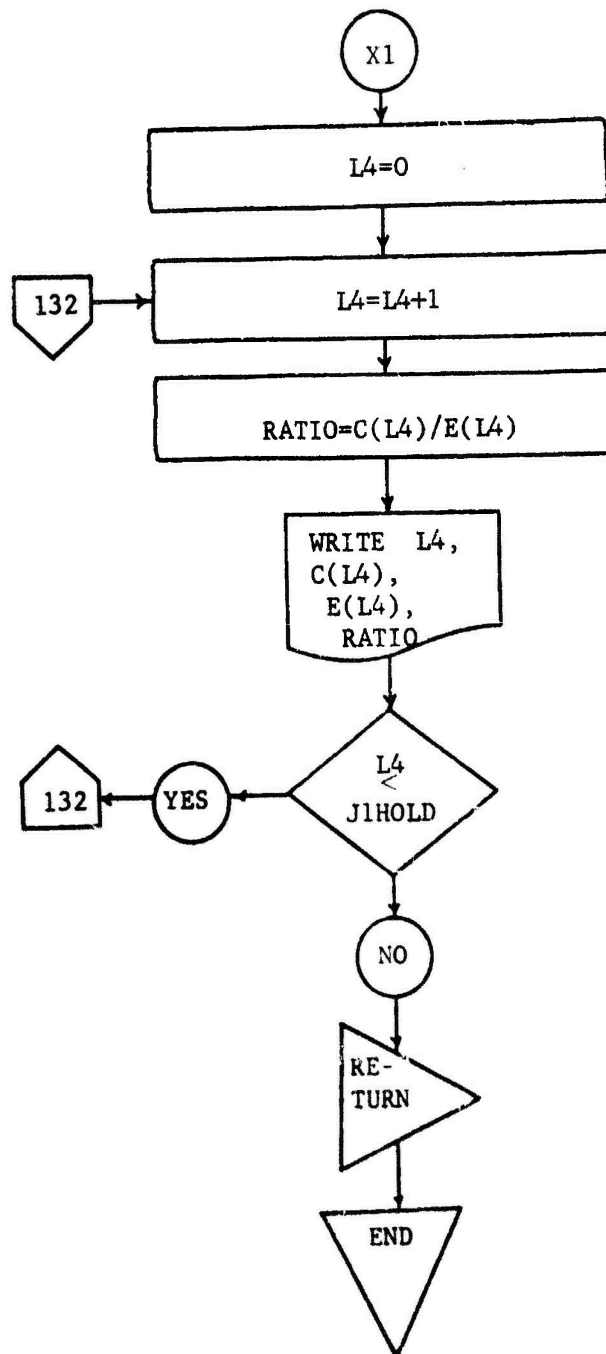 X1
L4=0
132
L4=L4+1
RATIO=C(L4)/E(L4)
WRITE L4,
C(L4),
E(L4),
RATIO
L4
<
J1HOLD
YES
132
NO
RE-
TURN
END